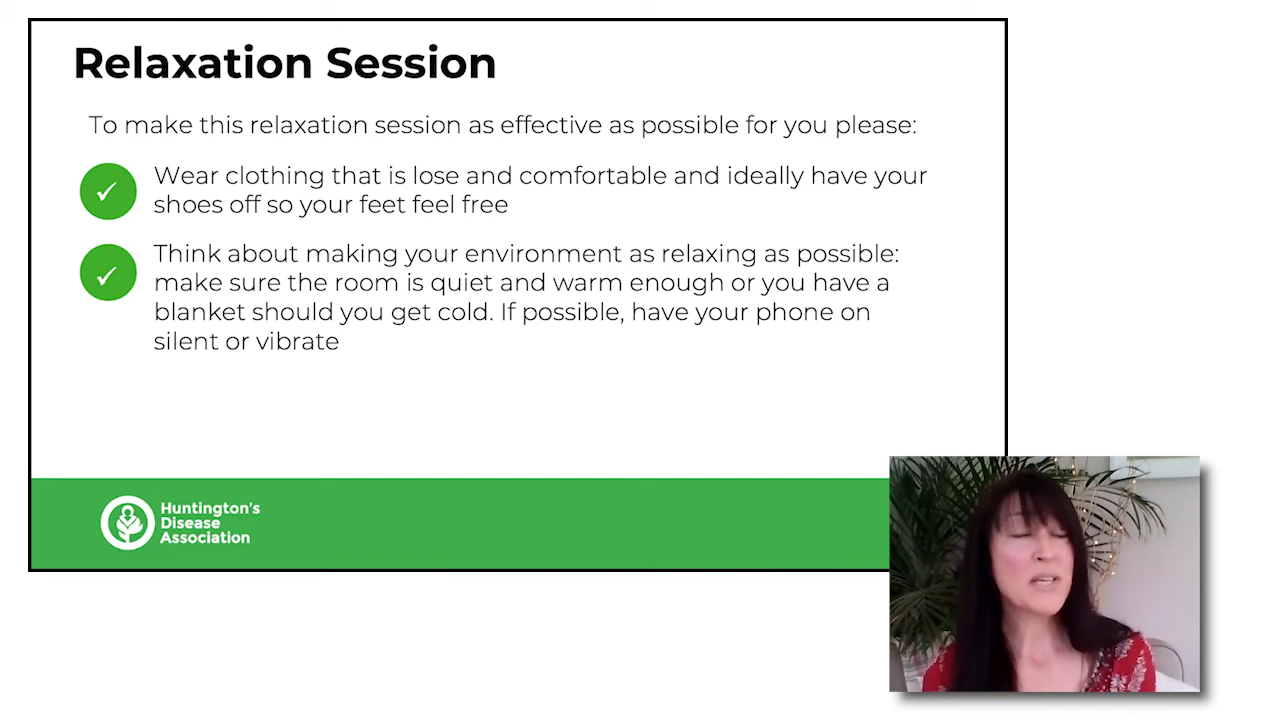 Relaxation Session
To make this relaxation session as effective as possible for you please:
Wear clothing that is lose and comfortable and ideally have your
shoes off so your feet feel free
Think about making your environment as relaxing as possible:
make sure the room is quiet and warm enough or you have a
blanket should you get cold. If possible, have your phone on
silent or vibrate
Huntington's
Disease
Association